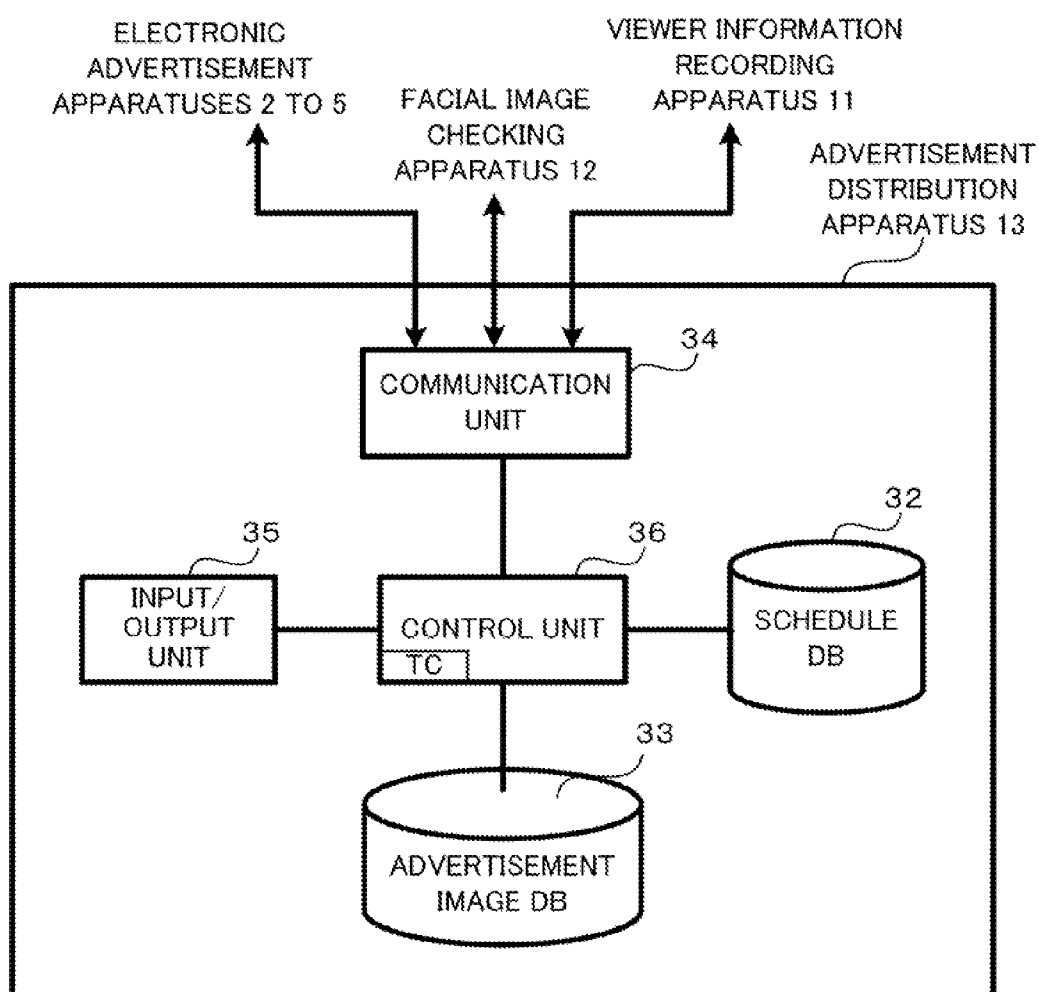 ELECTRONIC
ADVERTISEMENT
APPARATUSES 2 TO 5
FACIAL IMAGE
CHECKING
APPARATUS 12
VIEWER INFORMATION
RECORDING
APPARATUS 11
ADVERTISEMENT
DISTRIBUTION
APPARATUS 13
34
COMMUNICATION
UNIT
35
INPUT/
OUTPUT
UNIT
36
CONTROL UNIT
TC
32
SCHEDULE
DB
33
ADVERTISEMENT
IMAGE DB